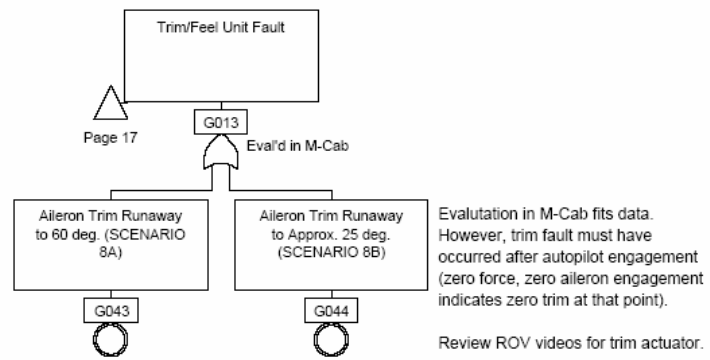 Trim/Feel Unit Fault
Page 17
G013
Eval'd in M-Cab
Aileron Trim Runaway
to 60 deg. (SCENARIO
8A)
Aileron Trim Runaway
to Approx. 25 deg.
(SCENARIO 8B)
Evalutation in M-Cab fits data.
However, trim fault must have
occurred after autopilot engagement
(zero force, zero aileron engagement
indicates zero trim at that point).
Review ROV videos for trim actuator.
G043
G044